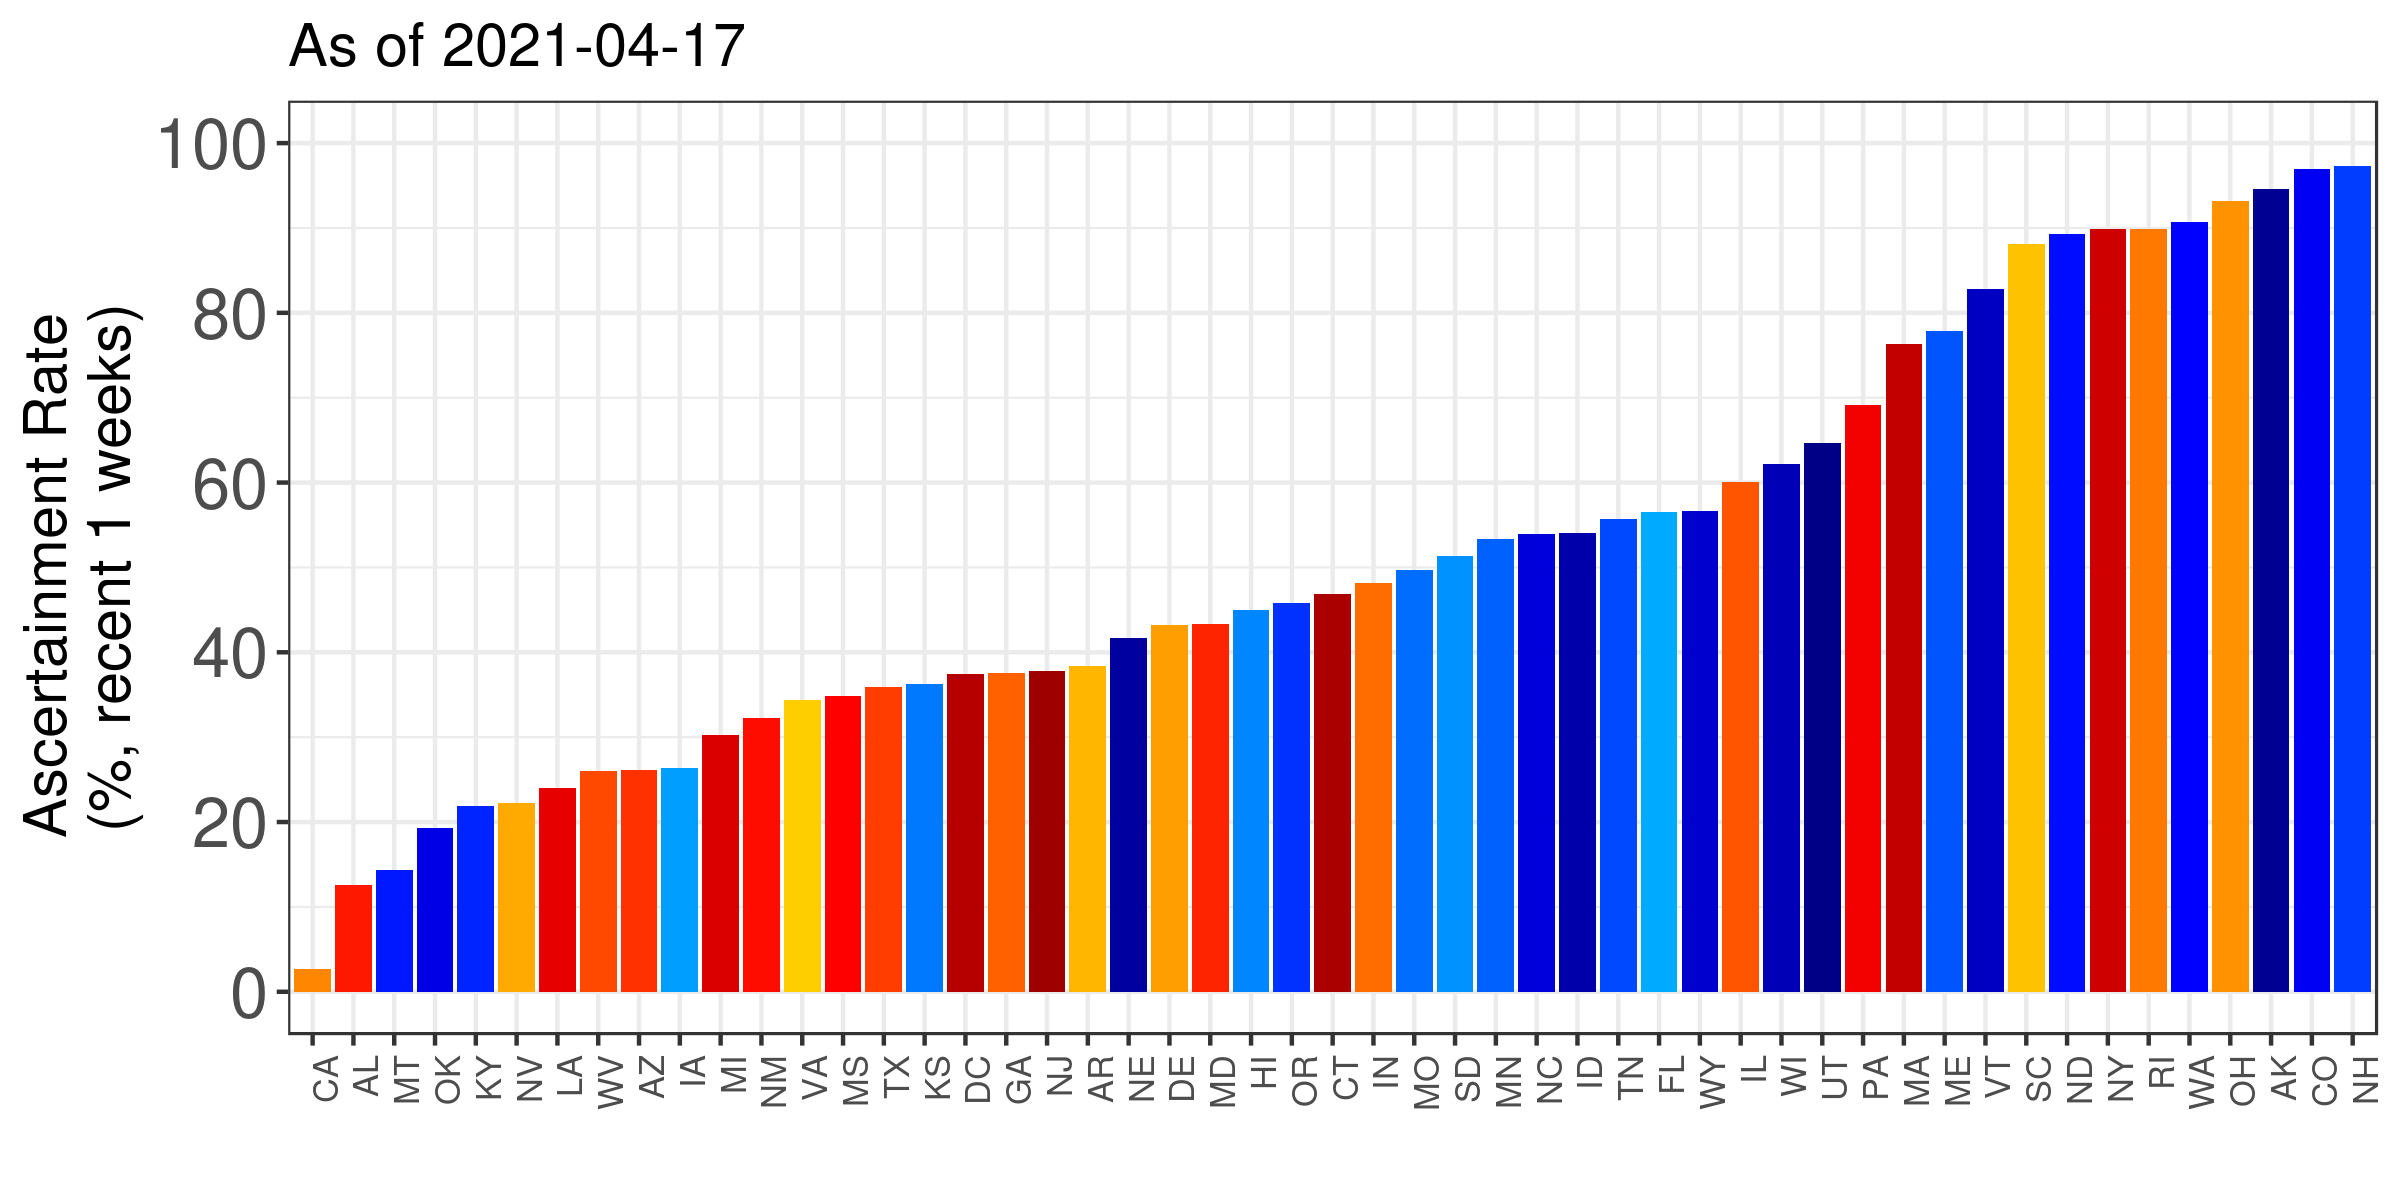 As of 2021-04-17
Ascertainment Rate
(%, recent 1 weeks)
100
80
60
40
20
0
CA AL MT OK KY NV LA WV AZ IA MI NM VA MS TX KS DC GA NJ AR NE DE MD HI OR CT IN MO SD MN NC ID TN FL WY IL WI UT PA MA ME VT SC ND NY RI WA OH AK CO NH